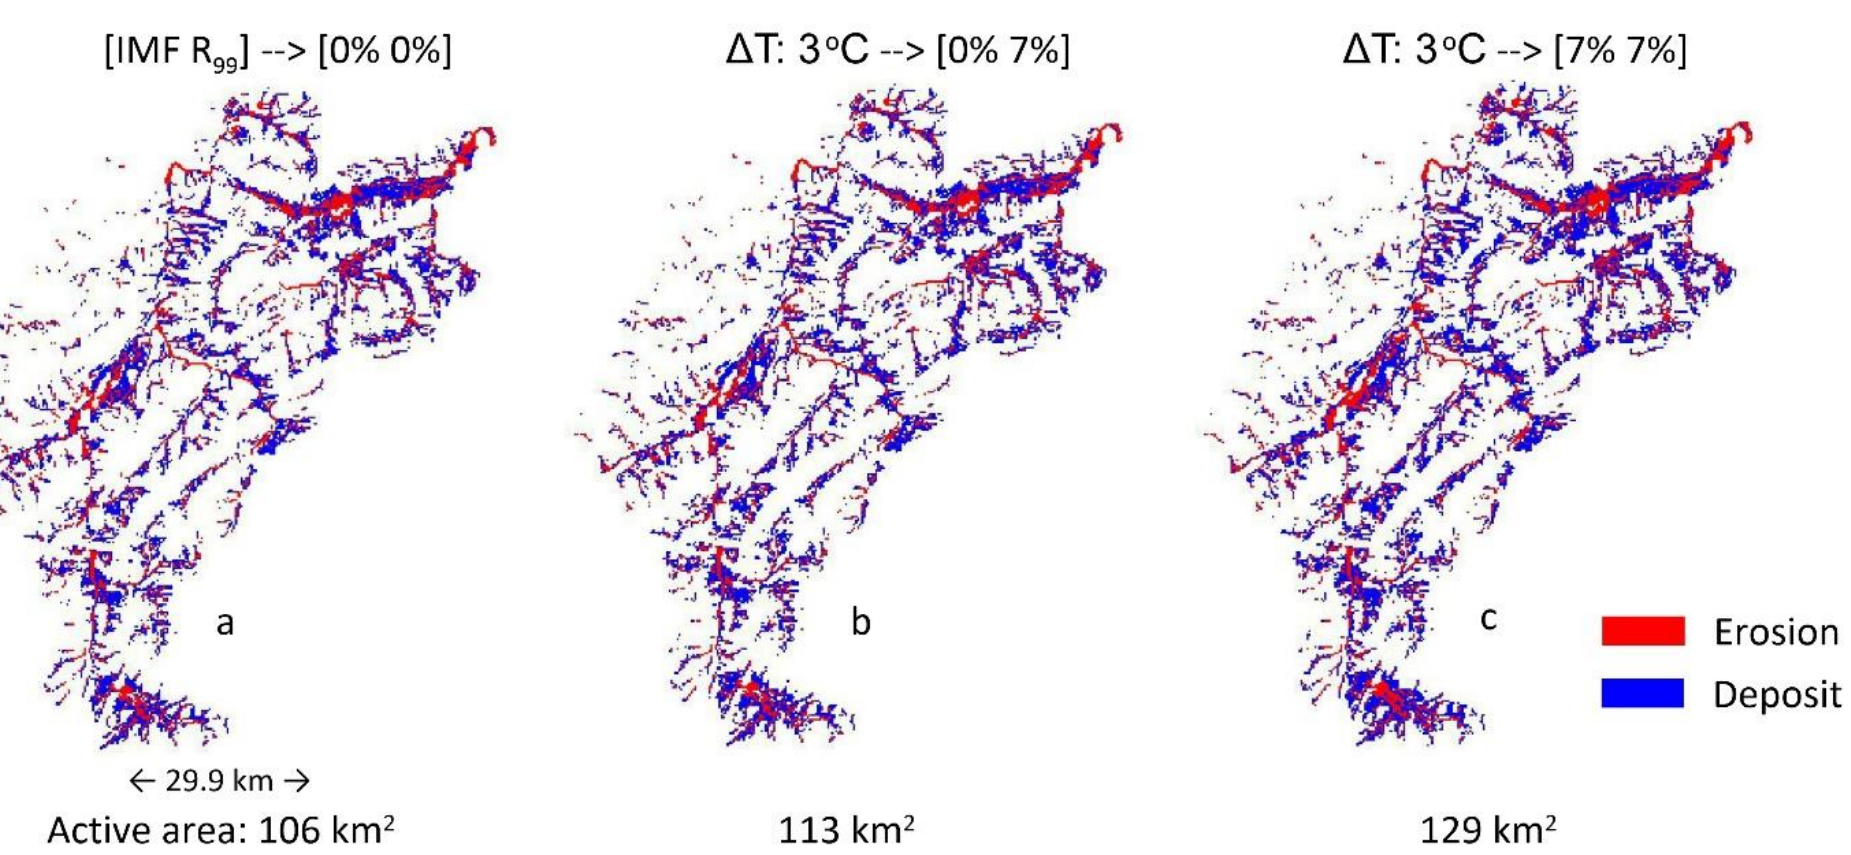 [IMF R₉₉] --> [0% 0%]
ΔT: 3°C --> [0% 7%]
ΔT: 3°C --> [7% 7%]
a
b
c
Erosion
Deposit
← 29.9 km →
Active area: 106 km²
113 km²
129 km²